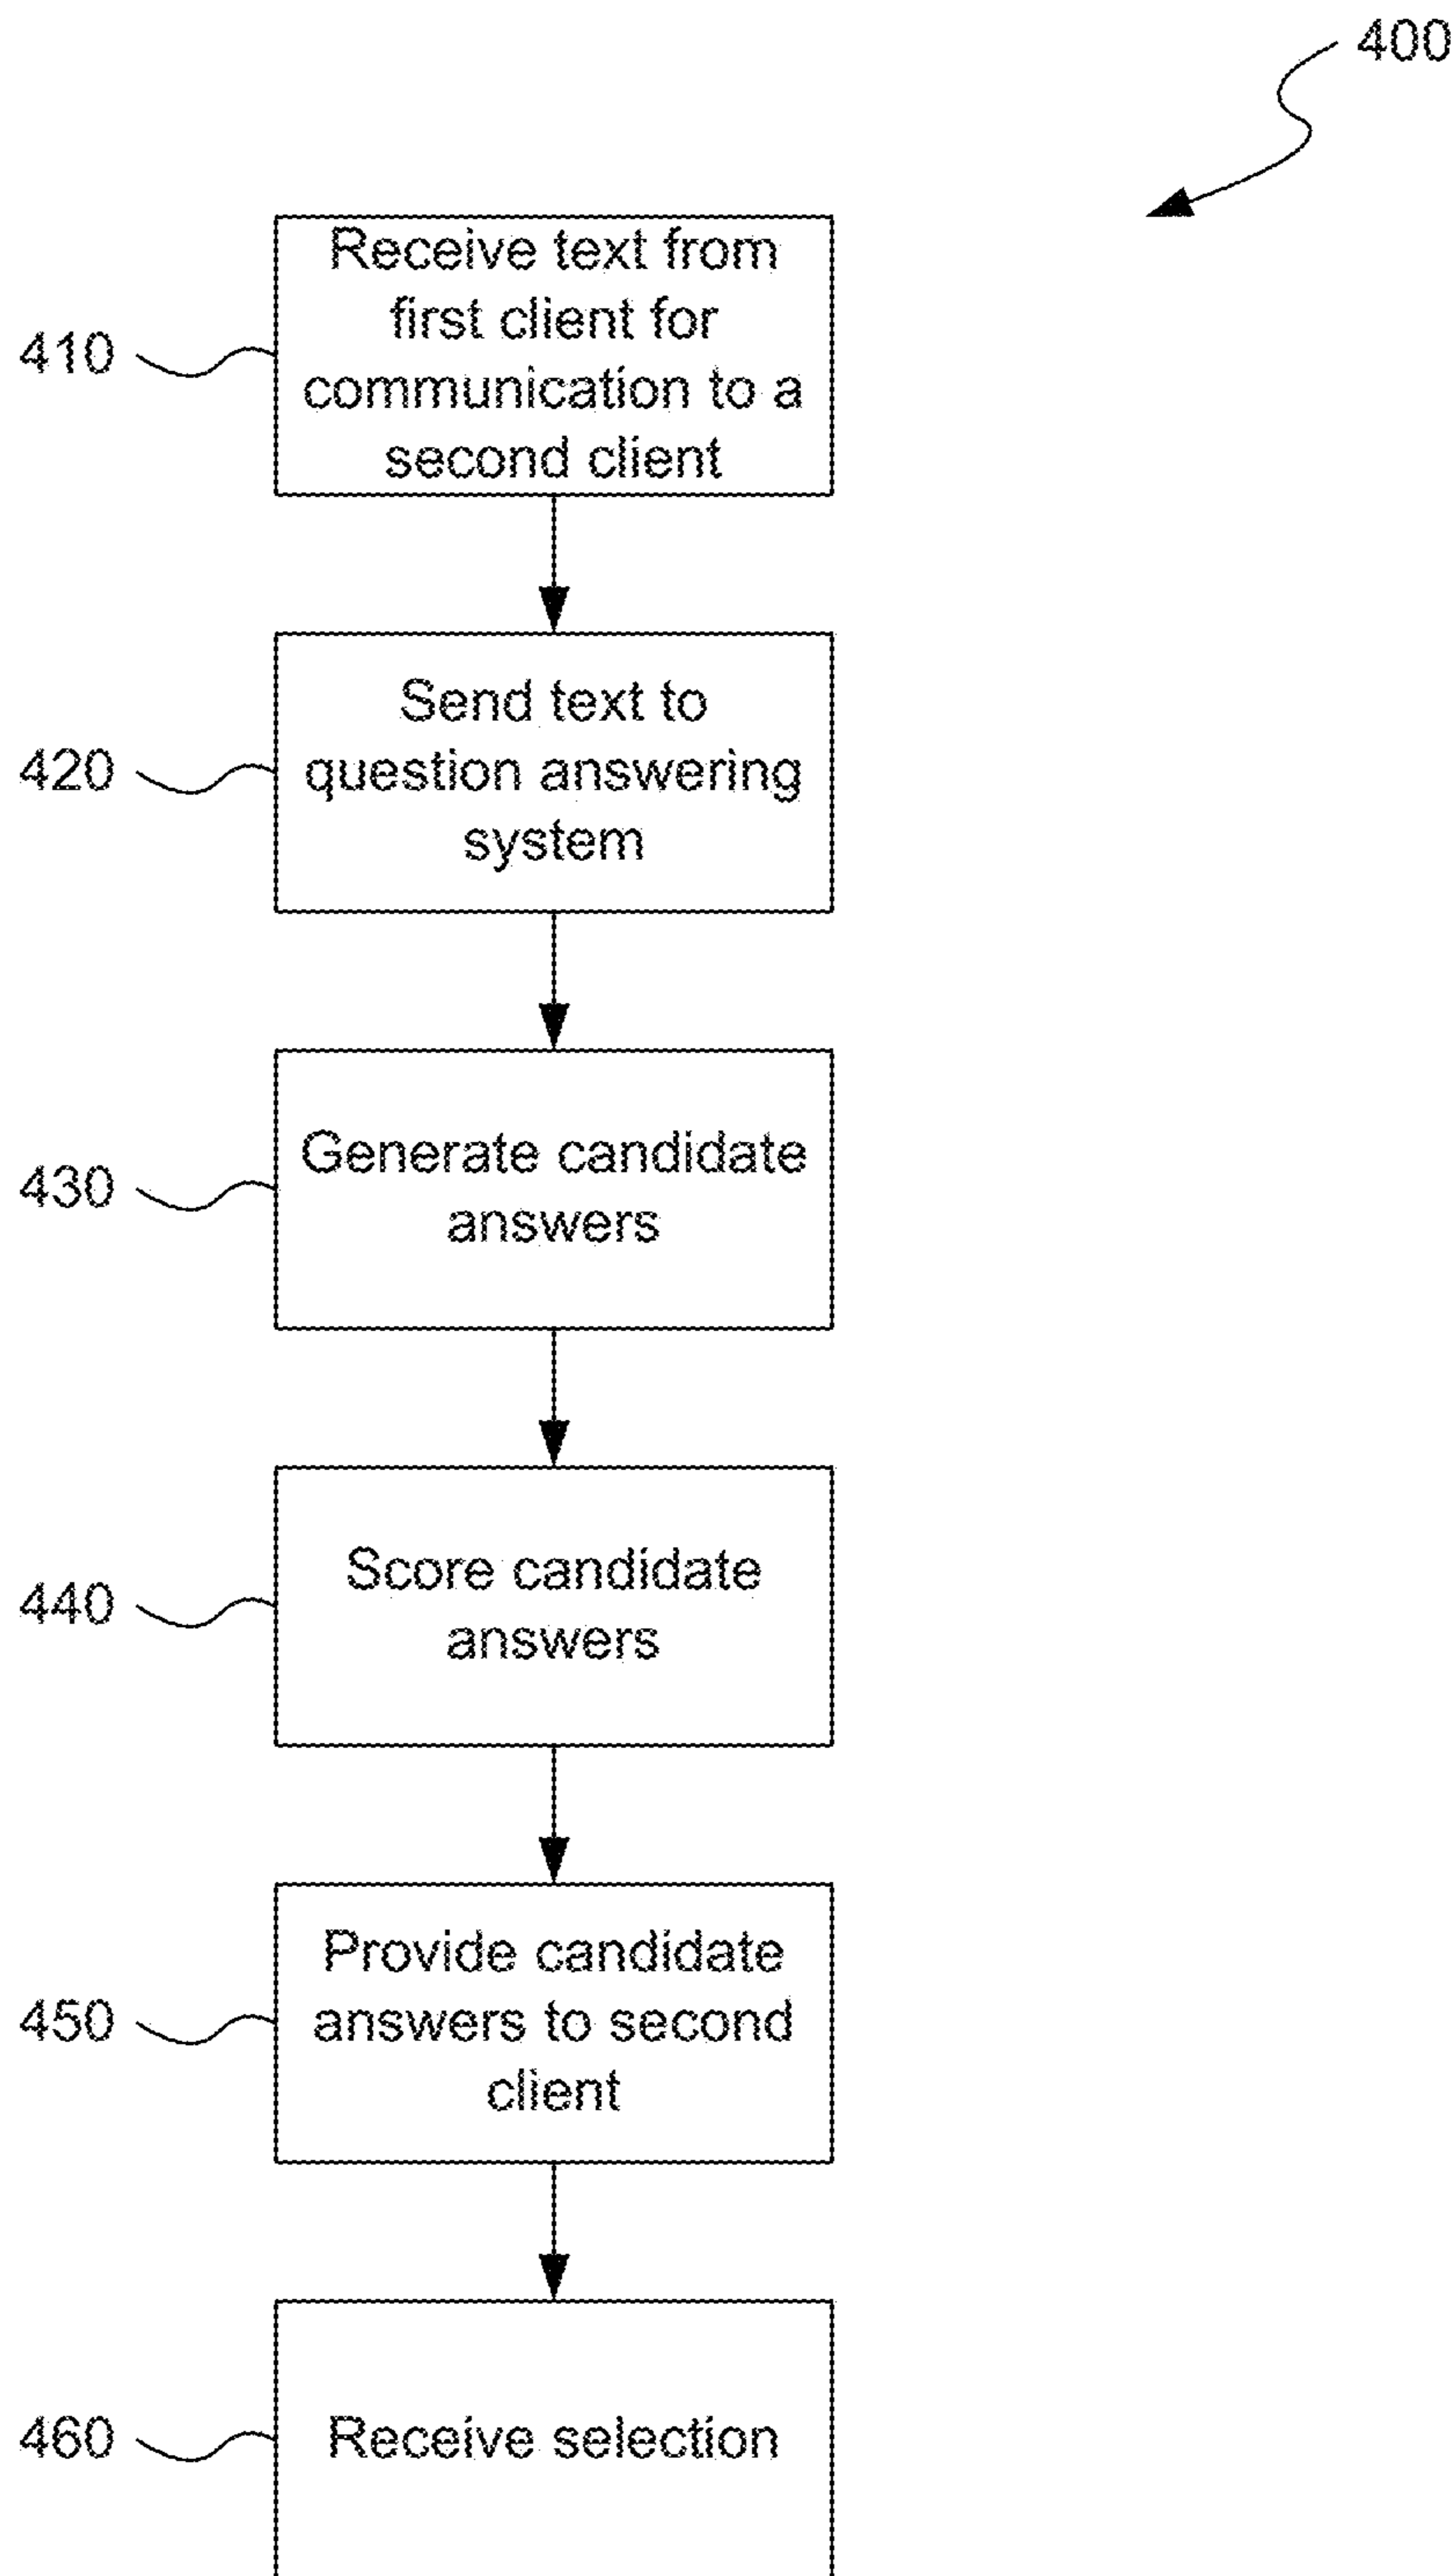 400
Receive text from
first client for
communication to a
second client
410
Send text to
question answering
system
420
Generate candidate
answers
430
Score candidate
answers
440
Provide candidate
answers to second
client
450
Receive selection
460